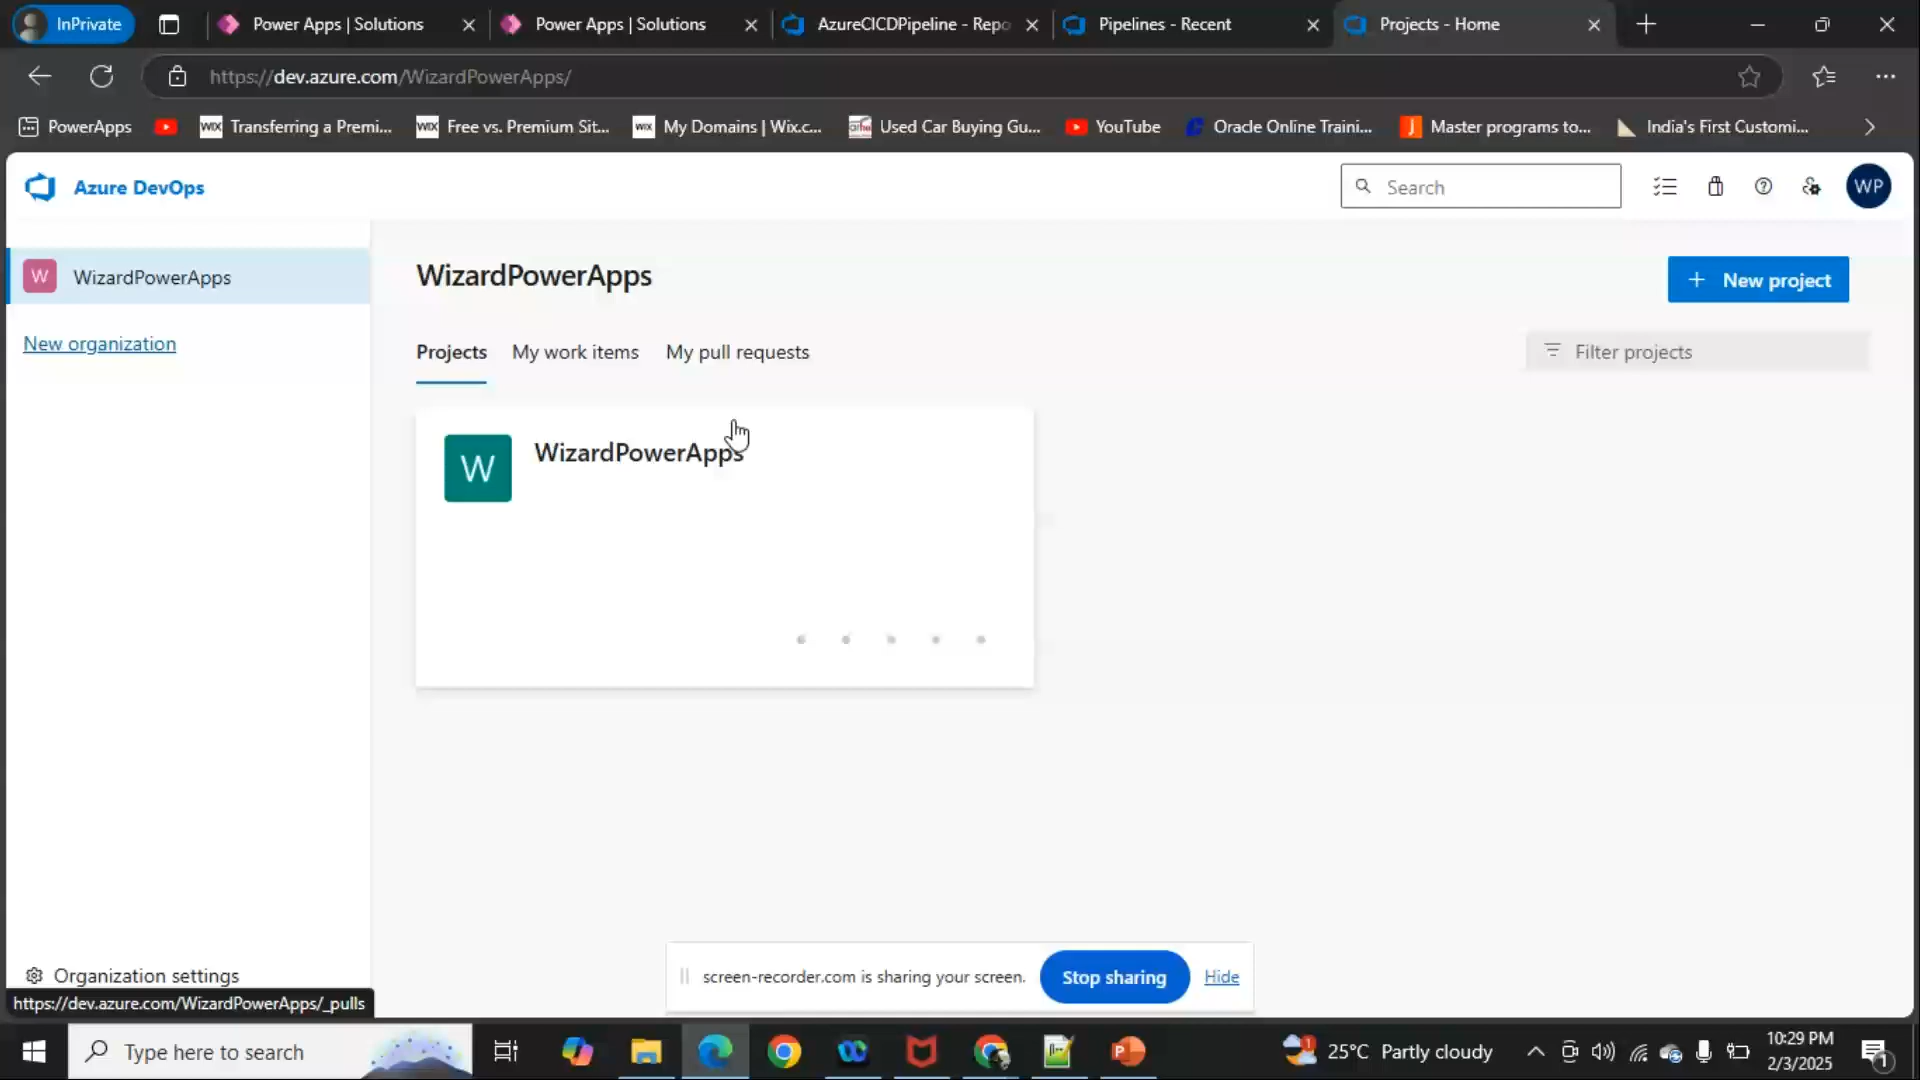 InPrivate
Power Apps | Solutions
Power Apps | Solutions
AzureCICDPipeline - Repo
Pipelines - Recent
Projects - Home
https://dev.azure.com/WizardPowerApps/
PowerApps
WIX Transferring a Premi...
WIX Free vs. Premium Sit...
WIX My Domains | Wix.c...
Used Car Buying Gu...
YouTube
Oracle Online Traini...
J Master programs to...
India's First Customi...
Azure DevOps
Search
WP
W WizardPowerApps
New organization
WizardPowerApps
+ New project
Projects
My work items
My pull requests
Filter projects
W
WizardPowerApps
Organization settings
https://dev.azure.com/WizardPowerApps/_pulls
screen-recorder.com is sharing your screen.
Stop sharing
Hide
Type here to search
25°C Partly cloudy
10:29 PM
2/3/2025
1